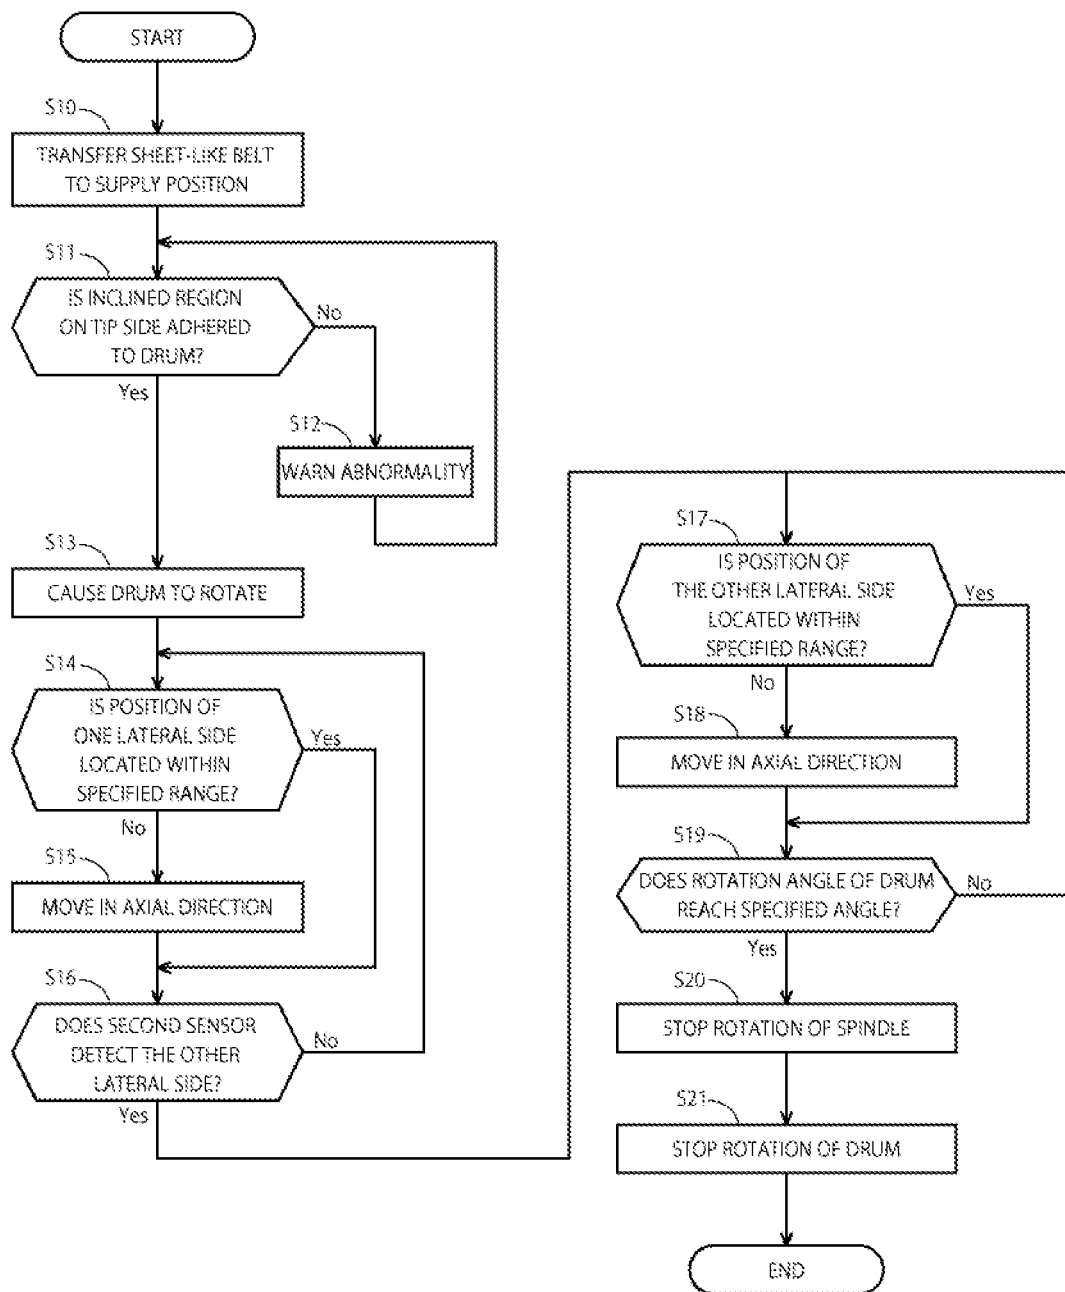 START
S10
TRANSFER SHEET-LIKE BELT
TO SUPPLY POSITION
S11
IS INCLINED REGION
ON TIP SIDE ADHERED
TO DRUM?
No
Yes
S12
WARN ABNORMALITY
S13
CAUSE DRUM TO ROTATE
S14
IS POSITION OF
ONE LATERAL SIDE
LOCATED WITHIN
SPECIFIED RANGE?
Yes
No
S15
MOVE IN AXIAL DIRECTION
S16
DOES SECOND SENSOR
DETECT THE OTHER
LATERAL SIDE?
No
Yes
S17
IS POSITION OF
THE OTHER LATERAL SIDE
LOCATED WITHIN
SPECIFIED RANGE?
Yes
No
S18
MOVE IN AXIAL DIRECTION
S19
DOES ROTATION ANGLE OF DRUM
REACH SPECIFIED ANGLE?
No
Yes
S20
STOP ROTATION OF SPINDLE
S21
STOP ROTATION OF DRUM
END